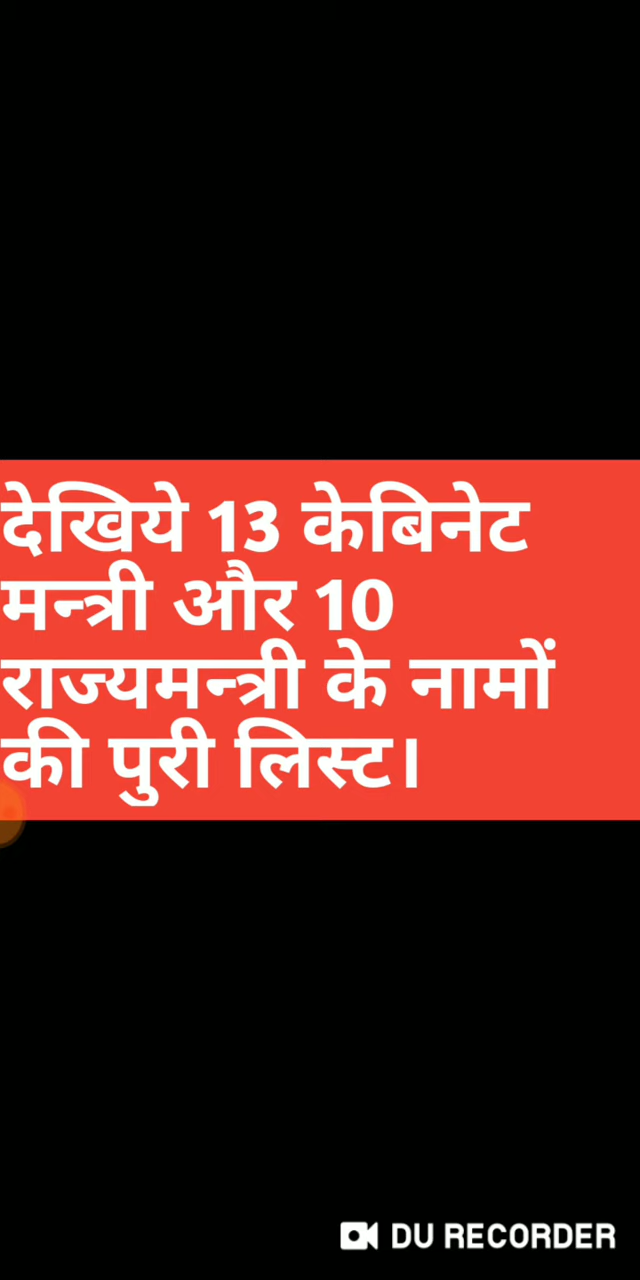 देखिये 13 केबिनेट
मन्त्री और 10
राज्यमन्त्री के नामों
की पुरी लिस्ट।
DU RECORDER